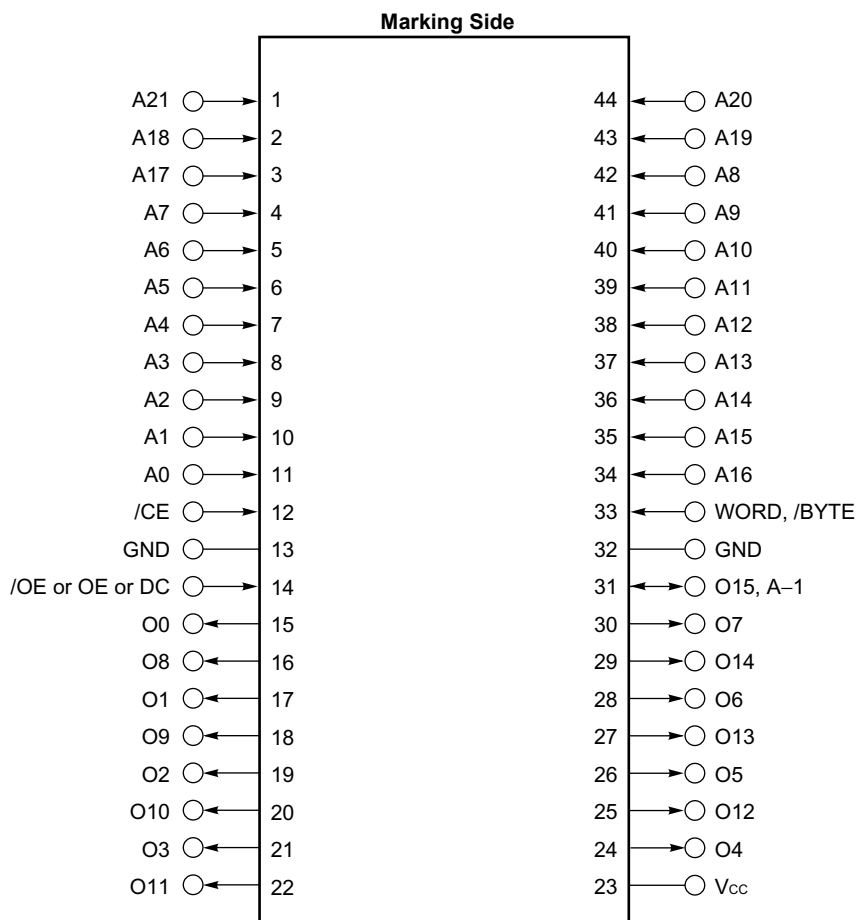 Marking Side
A21 1 44 A20
A18 2 43 A19
A17 3 42 A8
A7 4 41 A9
A6 5 40 A10
A5 6 39 A11
A4 7 38 A12
A3 8 37 A13
A2 9 36 A14
A1 10 35 A15
A0 11 34 A16
/CE 12 33 WORD, /BYTE
GND 13 32 GND
/OE or OE or DC 14 31 O15, A−1
O0 15 30 O7
O8 16 29 O14
O1 17 28 O6
O9 18 27 O13
O2 19 26 O5
O10 20 25 O12
O3 21 24 O4
O11 22 23 Vcc